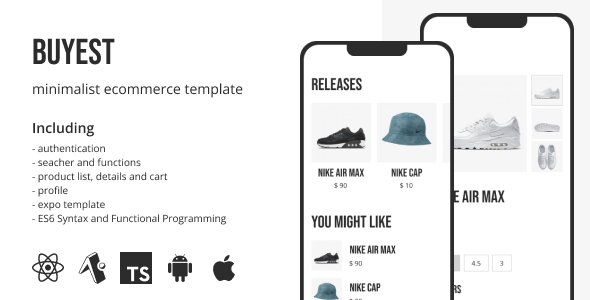 BUYEST
minimalist ecommerce template
Including
- authentication
- seacher and functions
- product list, details and cart
- profile
- expo template
- ES6 Syntax and Functional Programming
TS
RELEASES
NIKE AIR MAX
$ 90
NIKE CAP
$ 10
YOU MIGHT LIKE
NIKE AIR MAX
$ 90
NIKE CAP
E AIR MAX
4.5
3
RS